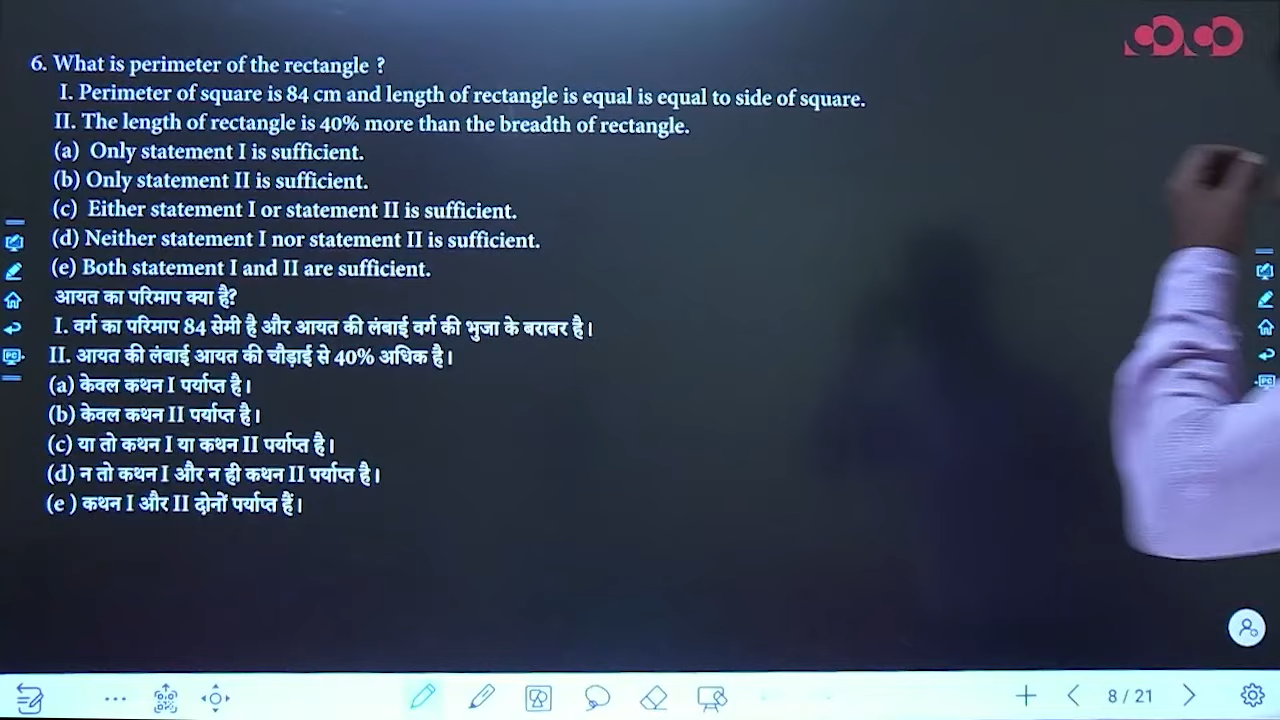 6. What is perimeter of the rectangle ?
I. Perimeter of square is 84 cm and length of rectangle is equal is equal to side of square.
II. The length of rectangle is 40% more than the breadth of rectangle.
(a) Only statement I is sufficient.
(b) Only statement II is sufficient.
(c) Either statement I or statement II is sufficient.
(d) Neither statement I nor statement II is sufficient.
(e) Both statement I and II are sufficient.
आयत का परिमाप क्या है?
I. वर्ग का परिमाप 84 सेमी है और आयत की लंबाई वर्ग की भुजा के बराबर है।
II. आयत की लंबाई आयत की चौड़ाई से 40% अधिक है।
(a) केवल कथन I पर्याप्त है।
(b) केवल कथन II पर्याप्त है।
(c) या तो कथन I या कथन II पर्याप्त है।
(d) न तो कथन I और न ही कथन II पर्याप्त है।
(e ) कथन I और II दोनों पर्याप्त हैं।
8 / 21